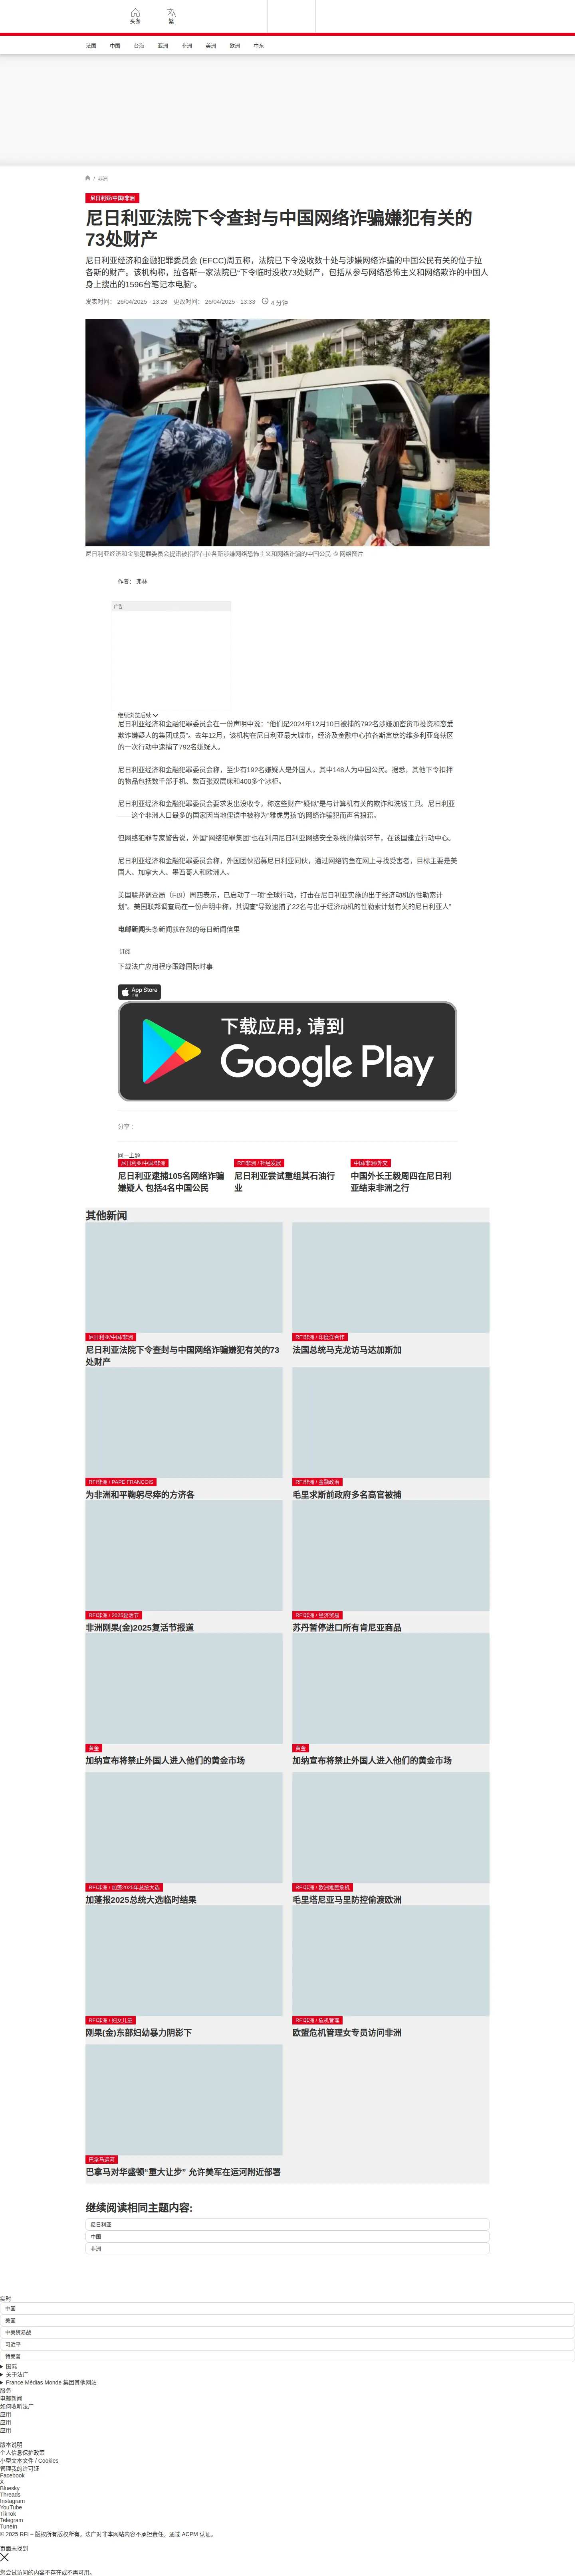 头条
繁
法国
中国
台海
亚洲
非洲
美洲
欧洲
中东
/ 非洲
尼日利亚/中国/非洲
尼日利亚法院下令查封与中国网络诈骗嫌犯有关的
73处财产
尼日利亚经济和金融犯罪委员会 (EFCC)周五称，法院已下令没收数十处与涉嫌网络诈骗的中国公民有关的位于拉
各斯的财产。该机构称，拉各斯一家法院已“下令临时没收73处财产，包括从参与网络恐怖主义和网络欺诈的中国人
身上搜出的1596台笔记本电脑”。
发表时间： 26/04/2025 - 13:28 更改时间： 26/04/2025 - 13:33 4 分钟
尼日利亚经济和金融犯罪委员会提讯被指控在拉各斯涉嫌网络恐怖主义和网络诈骗的中国公民 © 网络图片
作者： 弗林
广告
继续浏览后续
尼日利亚经济和金融犯罪委员会在一份声明中说：“他们是2024年12月10日被捕的792名涉嫌加密货币投资和恋爱
欺诈嫌疑人的集团成员”。去年12月，该机构在尼日利亚最大城市，经济及金融中心拉各斯富庶的维多利亚岛辖区
的一次行动中逮捕了792名嫌疑人。
尼日利亚经济和金融犯罪委员会称，至少有192名嫌疑人是外国人，其中148人为中国公民。据悉，其他下令扣押
的物品包括数千部手机、数百张双层床和400多个冰柜。
尼日利亚经济和金融犯罪委员会要求发出没收令，称这些财产“疑似”是与计算机有关的欺诈和洗钱工具。尼日利亚
——这个非洲人口最多的国家因当地俚语中被称为“雅虎男孩”的网络诈骗犯而声名狼藉。
但网络犯罪专家警告说，外国“网络犯罪集团”也在利用尼日利亚网络安全系统的薄弱环节，在该国建立行动中心。
尼日利亚经济和金融犯罪委员会称，外国团伙招募尼日利亚同伙，通过网络钓鱼在网上寻找受害者，目标主要是美
国人、加拿大人、墨西哥人和欧洲人。
美国联邦调查局（FBI）周四表示，已启动了一项“全球行动，打击在尼日利亚实施的出于经济动机的性勒索计
划”。美国联邦调查局在一份声明中称，其调查“导致逮捕了22名与出于经济动机的性勒索计划有关的尼日利亚人”
电邮新闻头条新闻就在您的每日新闻信里
订阅
下载法广应用程序跟踪国际时事
App Store
下载
下载应用，请到
Google Play
分享 :
同一主题
尼日利亚/中国/非洲
尼日利亚逮捕105名网络诈骗
嫌疑人 包括4名中国公民
RFI非洲 / 社经发展
尼日利亚尝试重组其石油行
业
中国/非洲/外交
中国外长王毅周四在尼日利
亚结束非洲之行
其他新闻
尼日利亚/中国/非洲
尼日利亚法院下令查封与中国网络诈骗嫌犯有关的73
处财产
RFI非洲 / 印度洋合作
法国总统马克龙访马达加斯加
RFI非洲 / PAPE FRANÇOIS
为非洲和平鞠躬尽瘁的方济各
RFI非洲 / 金融政治
毛里求斯前政府多名高官被捕
RFI非洲 / 2025复活节
非洲刚果(金)2025复活节报道
RFI非洲 / 经济贸易
苏丹暂停进口所有肯尼亚商品
黄金
加纳宣布将禁止外国人进入他们的黄金市场
黄金
加纳宣布将禁止外国人进入他们的黄金市场
RFI非洲 / 加蓬2025年总统大选
加蓬报2025总统大选临时结果
RFI非洲 / 欧洲难民危机
毛里塔尼亚马里防控偷渡欧洲
RFI非洲 / 妇女儿童
刚果(金)东部妇幼暴力阴影下
RFI非洲 / 危机管理
欧盟危机管理女专员访问非洲
巴拿马运河
巴拿马对华盛顿“重大让步” 允许美军在运河附近部署
继续阅读相同主题内容:
尼日利亚
中国
非洲
实时
中国
美国
中美贸易战
习近平
特朗普
国际
关于法广
France Médias Monde 集团其他网站
服务
电邮新闻
如何收听法广
应用
应用
应用
版本说明
个人信息保护政策
小型文本文件 / Cookies
管理我的许可证
Facebook
X
Bluesky
Threads
Instagram
YouTube
TikTok
Telegram
TuneIn
© 2025 RFI – 版权所有版权所有。法广对非本网站内容不承担责任。通过 ACPM 认证。
页面未找到
您尝试访问的内容不存在或不再可用。